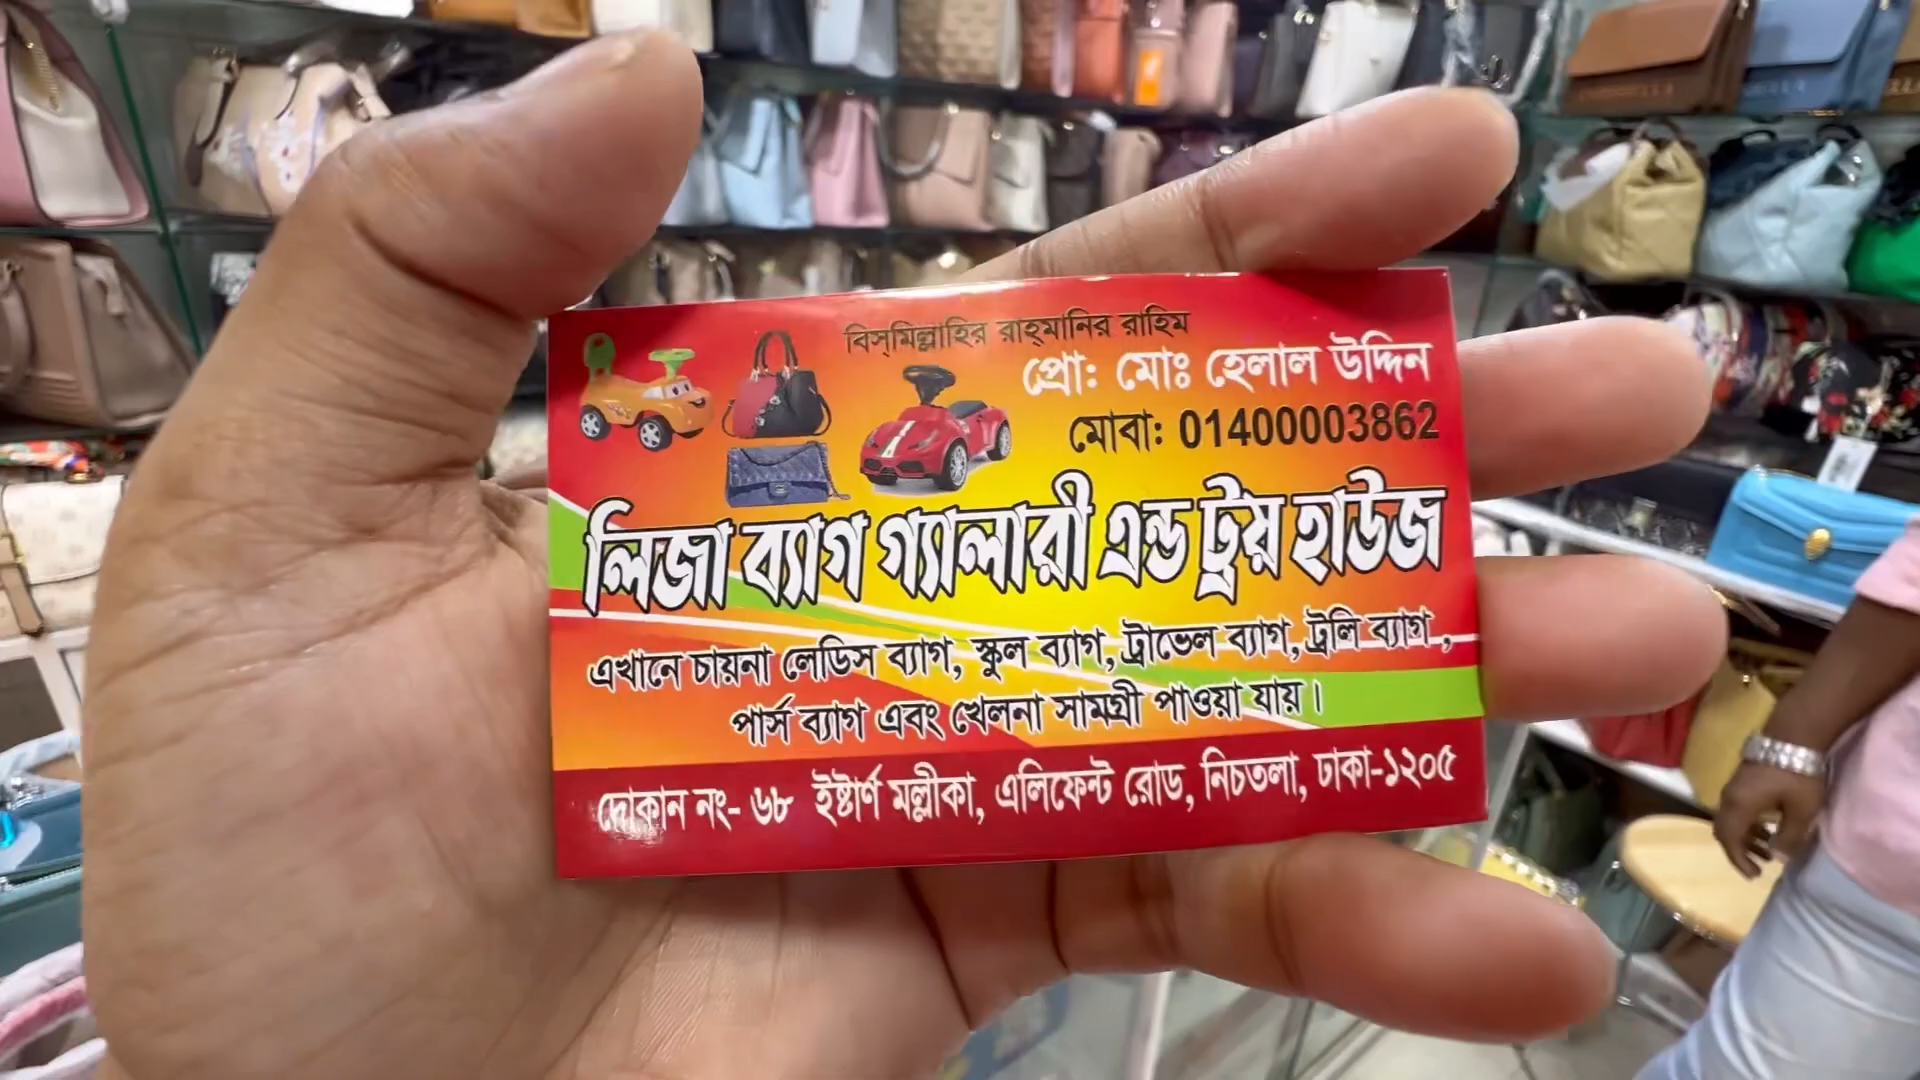 বিস্‌মিল্লাহির রাহ্‌মানির রাহিম
প্রো: মোঃ হেলাল উদ্দিন
মোবা: 01400003862
লিজা ব্যাগ গ্যালারী এন্ড ট্রয় হাউজ
এখানে চায়না লেডিস ব্যাগ, স্কুল ব্যাগ, ট্রাভেল ব্যাগ, ট্রলি ব্যাগ ,
পার্স ব্যাগ এবং খেলনা সামগ্রী পাওয়া যায়।
দোকান নং- ৬৮ ইষ্টার্ণ মল্লীকা, এলিফেন্ট রোড, নিচতলা, ঢাকা-১২০৫